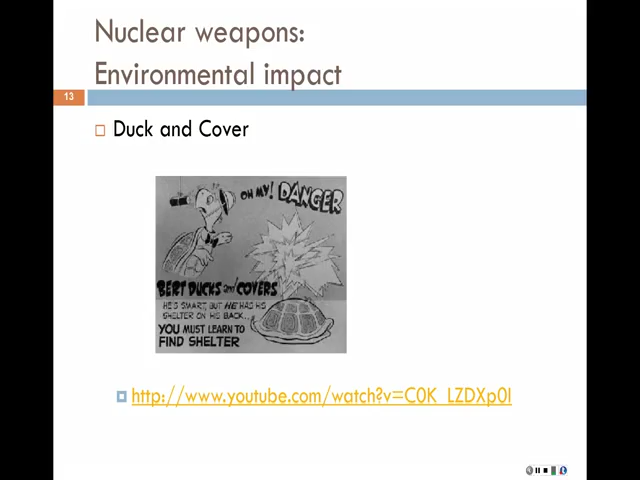 Nuclear weapons:
Environmental impact
13
Duck and Cover
OH MY! DANGER
BERT DUCKS and COVERS
HE'S SMART, BUT HE HAS HIS
SHELTER ON HIS BACK..
YOU MUST LEARN TO
FIND SHELTER
http://www.youtube.com/watch?v=C0K_LZDXp0I